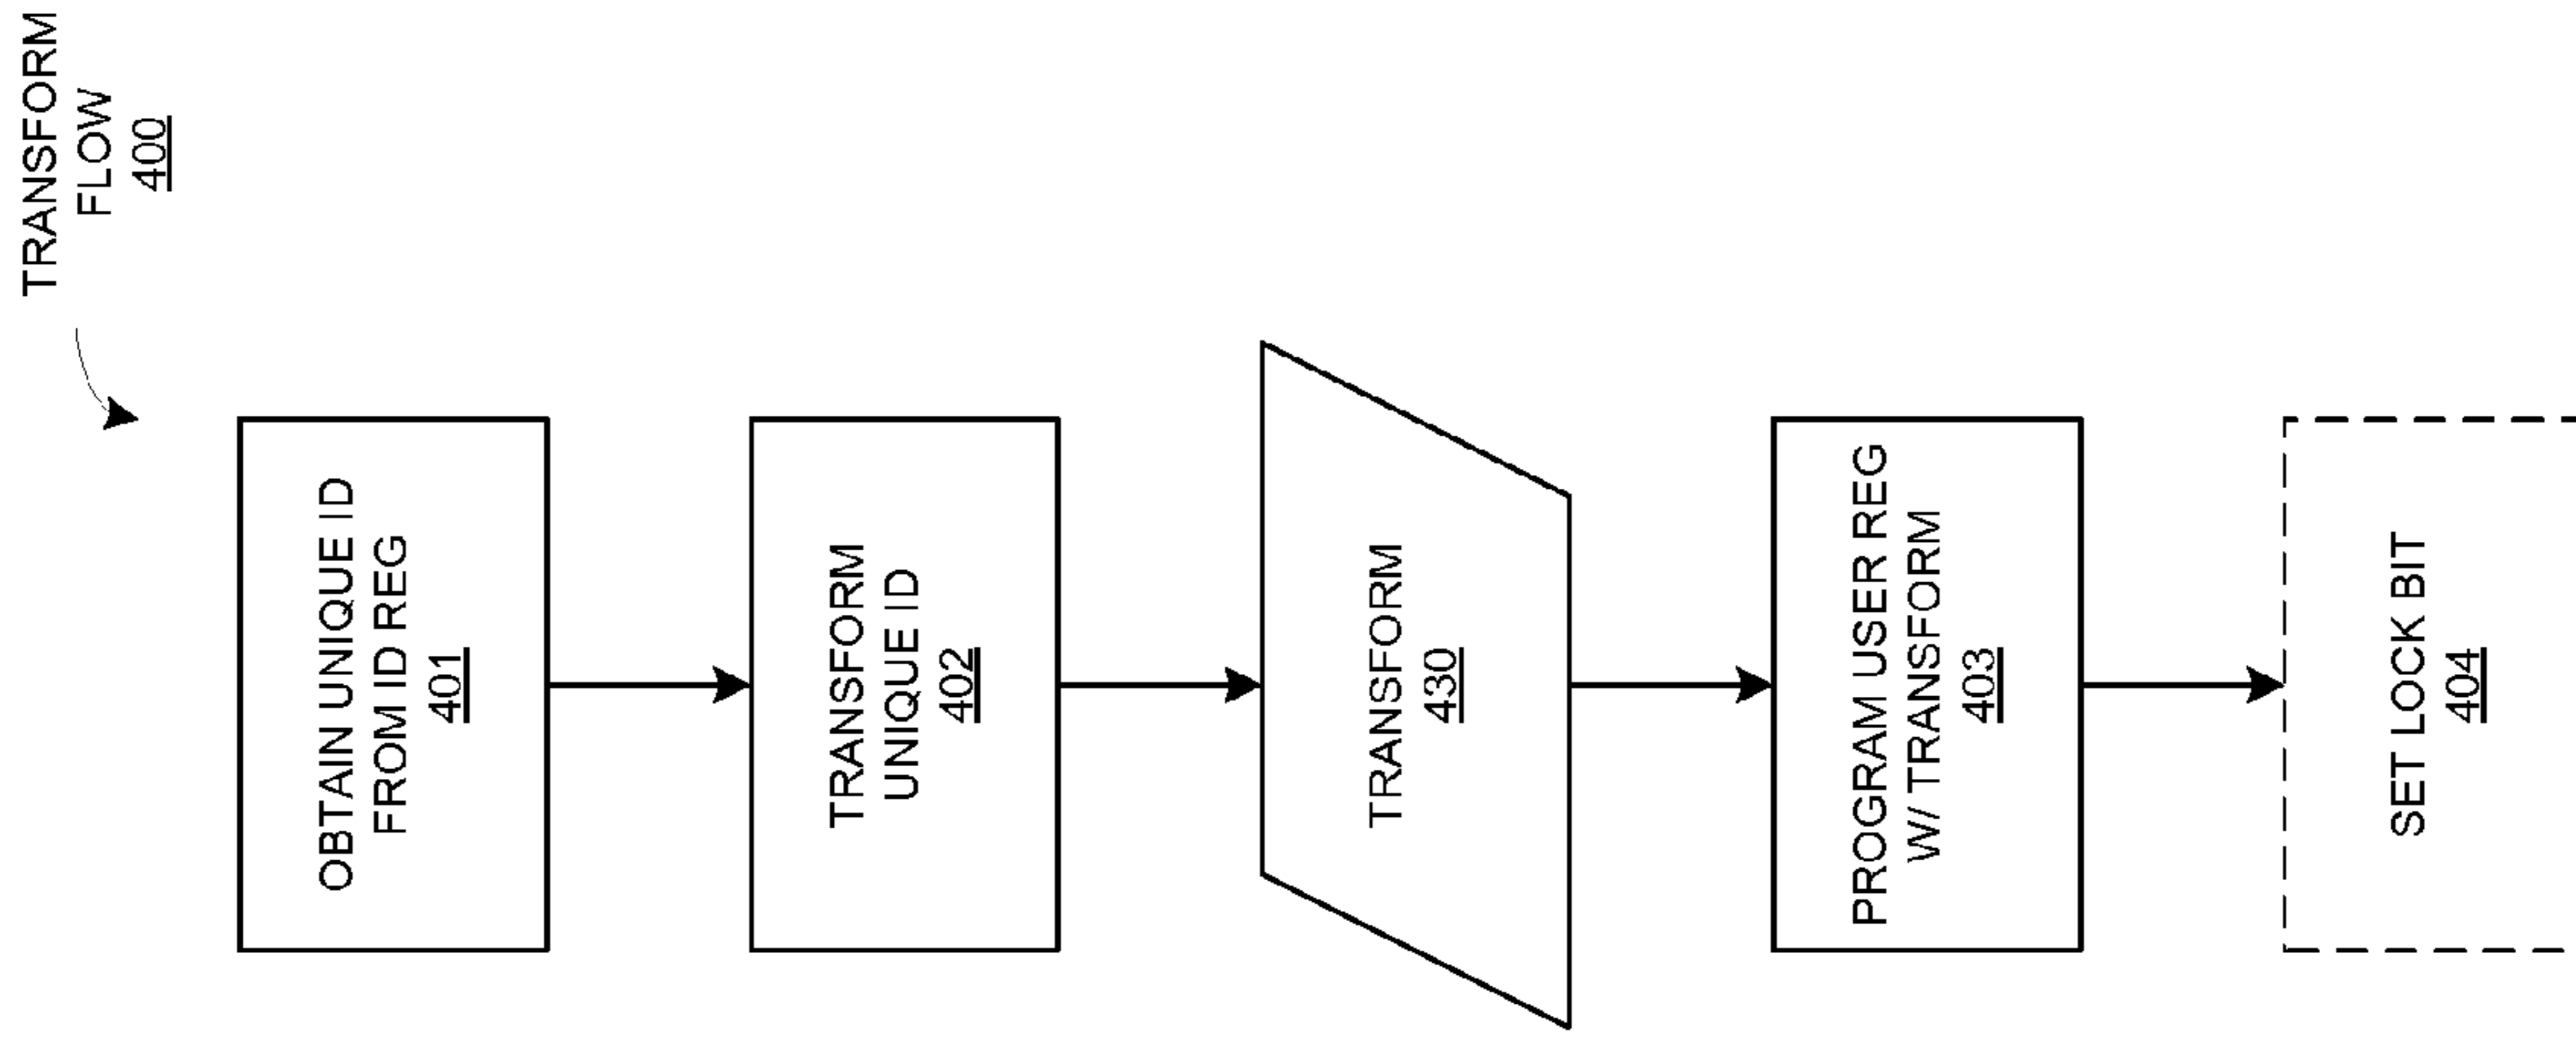 TRANSFORM
FLOW
400
OBTAIN UNIQUE ID
FROM ID REG
401
TRANSFORM
UNIQUE ID
402
TRANSFORM
430
PROGRAM USER REG
W/ TRANSFORM
403
SET LOCK BIT
404